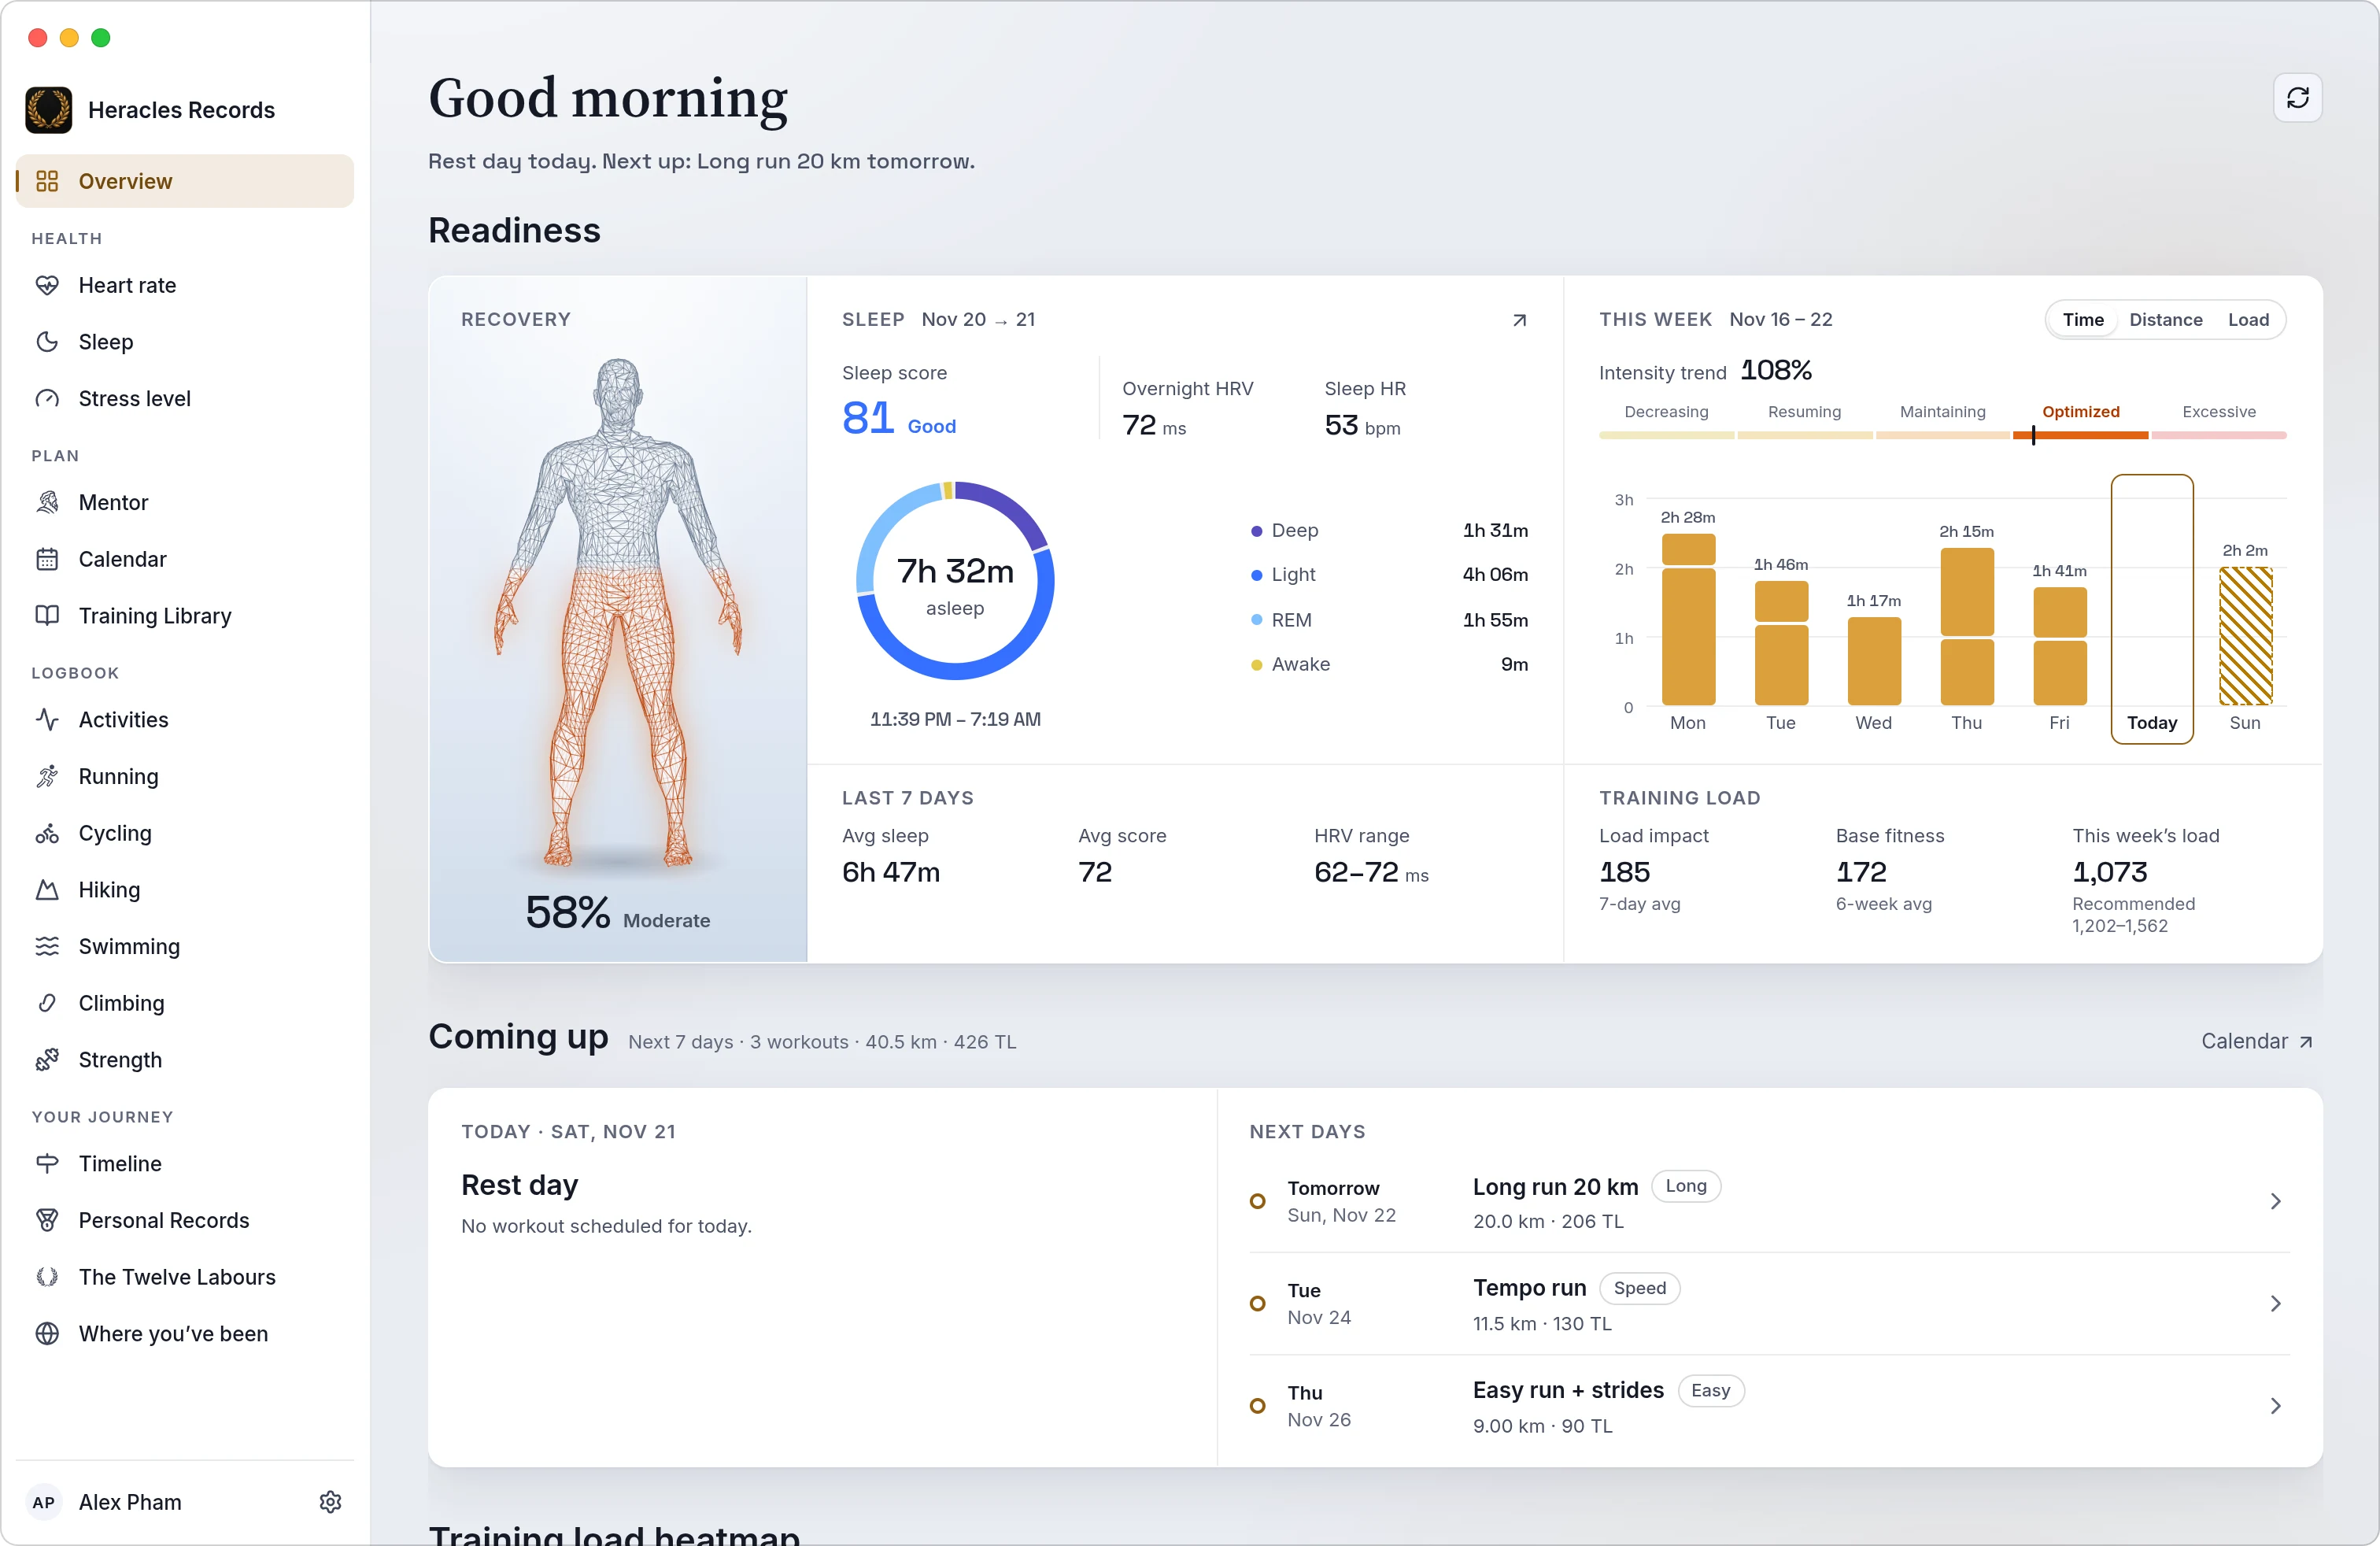 Heracles Records
Overview
HEALTH
Heart rate
Sleep
Stress level
PLAN
Mentor
Calendar
Training Library
LOGBOOK
Activities
Running
Cycling
Hiking
Swimming
Climbing
Strength
YOUR JOURNEY
Timeline
Personal Records
The Twelve Labours
Where you’ve been
AP Alex Pham
Good morning
Rest day today. Next up: Long run 20 km tomorrow.
Readiness
RECOVERY
58% Moderate
SLEEP Nov 20 → 21
Sleep score
81 Good
Overnight HRV
72 ms
Sleep HR
53 bpm
7h 32m
asleep
11:39 PM – 7:19 AM
Deep 1h 31m
Light 4h 06m
REM 1h 55m
Awake 9m
LAST 7 DAYS
Avg sleep
6h 47m
Avg score
72
HRV range
62–72 ms
THIS WEEK Nov 16 – 22
Time Distance Load
Intensity trend 108%
Decreasing Resuming Maintaining Optimized Excessive
3h
2h
1h
0
2h 28m
1h 46m
1h 17m
2h 15m
1h 41m
2h 2m
Mon Tue Wed Thu Fri Today Sun
TRAINING LOAD
Load impact
185
7-day avg
Base fitness
172
6-week avg
This week’s load
1,073
Recommended
1,202–1,562
Coming up Next 7 days · 3 workouts · 40.5 km · 426 TL
Calendar
TODAY · SAT, NOV 21
Rest day
No workout scheduled for today.
NEXT DAYS
Tomorrow
Sun, Nov 22
Long run 20 km Long
20.0 km · 206 TL
Tue
Nov 24
Tempo run Speed
11.5 km · 130 TL
Thu
Nov 26
Easy run + strides Easy
9.00 km · 90 TL
Training load heatmap